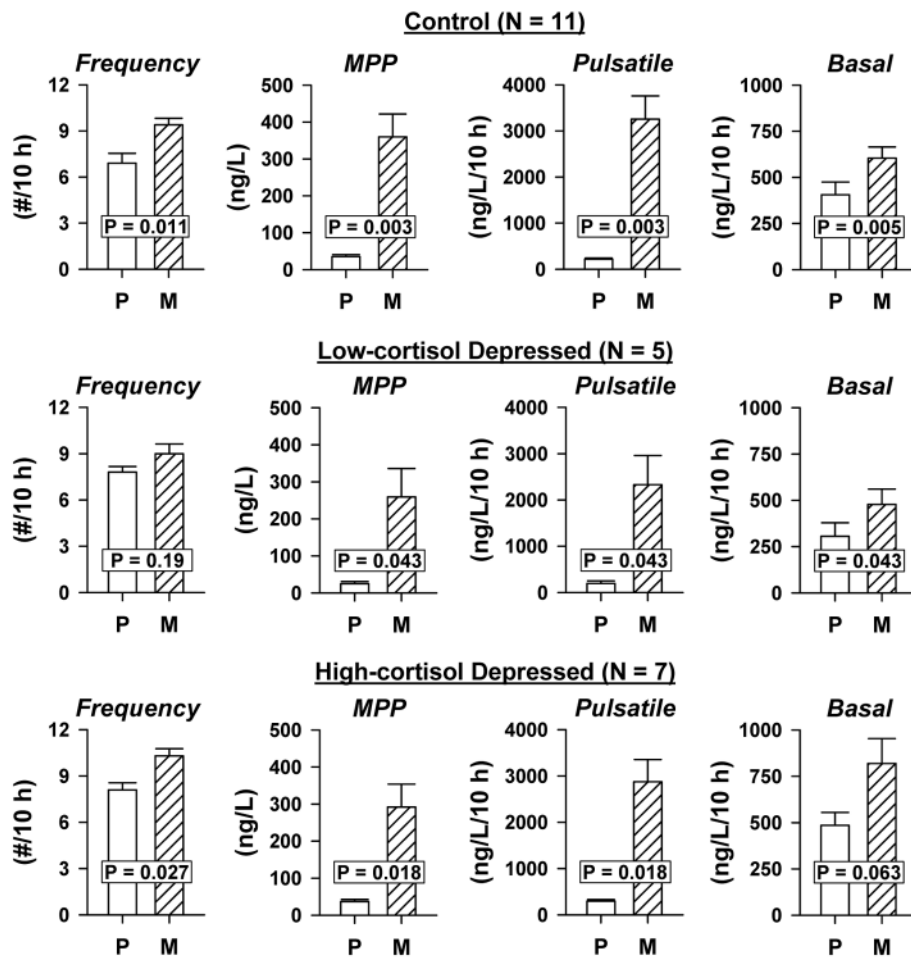 Control (N = 11)
Frequency
MPP
Pulsatile
Basal
(#/10 h)
12
9
6
3
0
P = 0.011
P M
(ng/L)
500
400
300
200
100
0
P = 0.003
P M
(ng/L/10 h)
4000
3000
2000
1000
0
P = 0.003
P M
(ng/L/10 h)
1000
750
500
250
0
P = 0.005
P M
Low-cortisol Depressed (N = 5)
Frequency
MPP
Pulsatile
Basal
(#/10 h)
12
9
6
3
0
P = 0.19
P M
(ng/L)
500
400
300
200
100
0
P = 0.043
P M
(ng/L/10 h)
4000
3000
2000
1000
0
P = 0.043
P M
(ng/L/10 h)
1000
750
500
250
0
P = 0.043
P M
High-cortisol Depressed (N = 7)
Frequency
MPP
Pulsatile
Basal
(#/10 h)
12
9
6
3
0
P = 0.027
P M
(ng/L)
500
400
300
200
100
0
P = 0.018
P M
(ng/L/10 h)
4000
3000
2000
1000
0
P = 0.018
P M
(ng/L/10 h)
1000
750
500
250
0
P = 0.063
P M